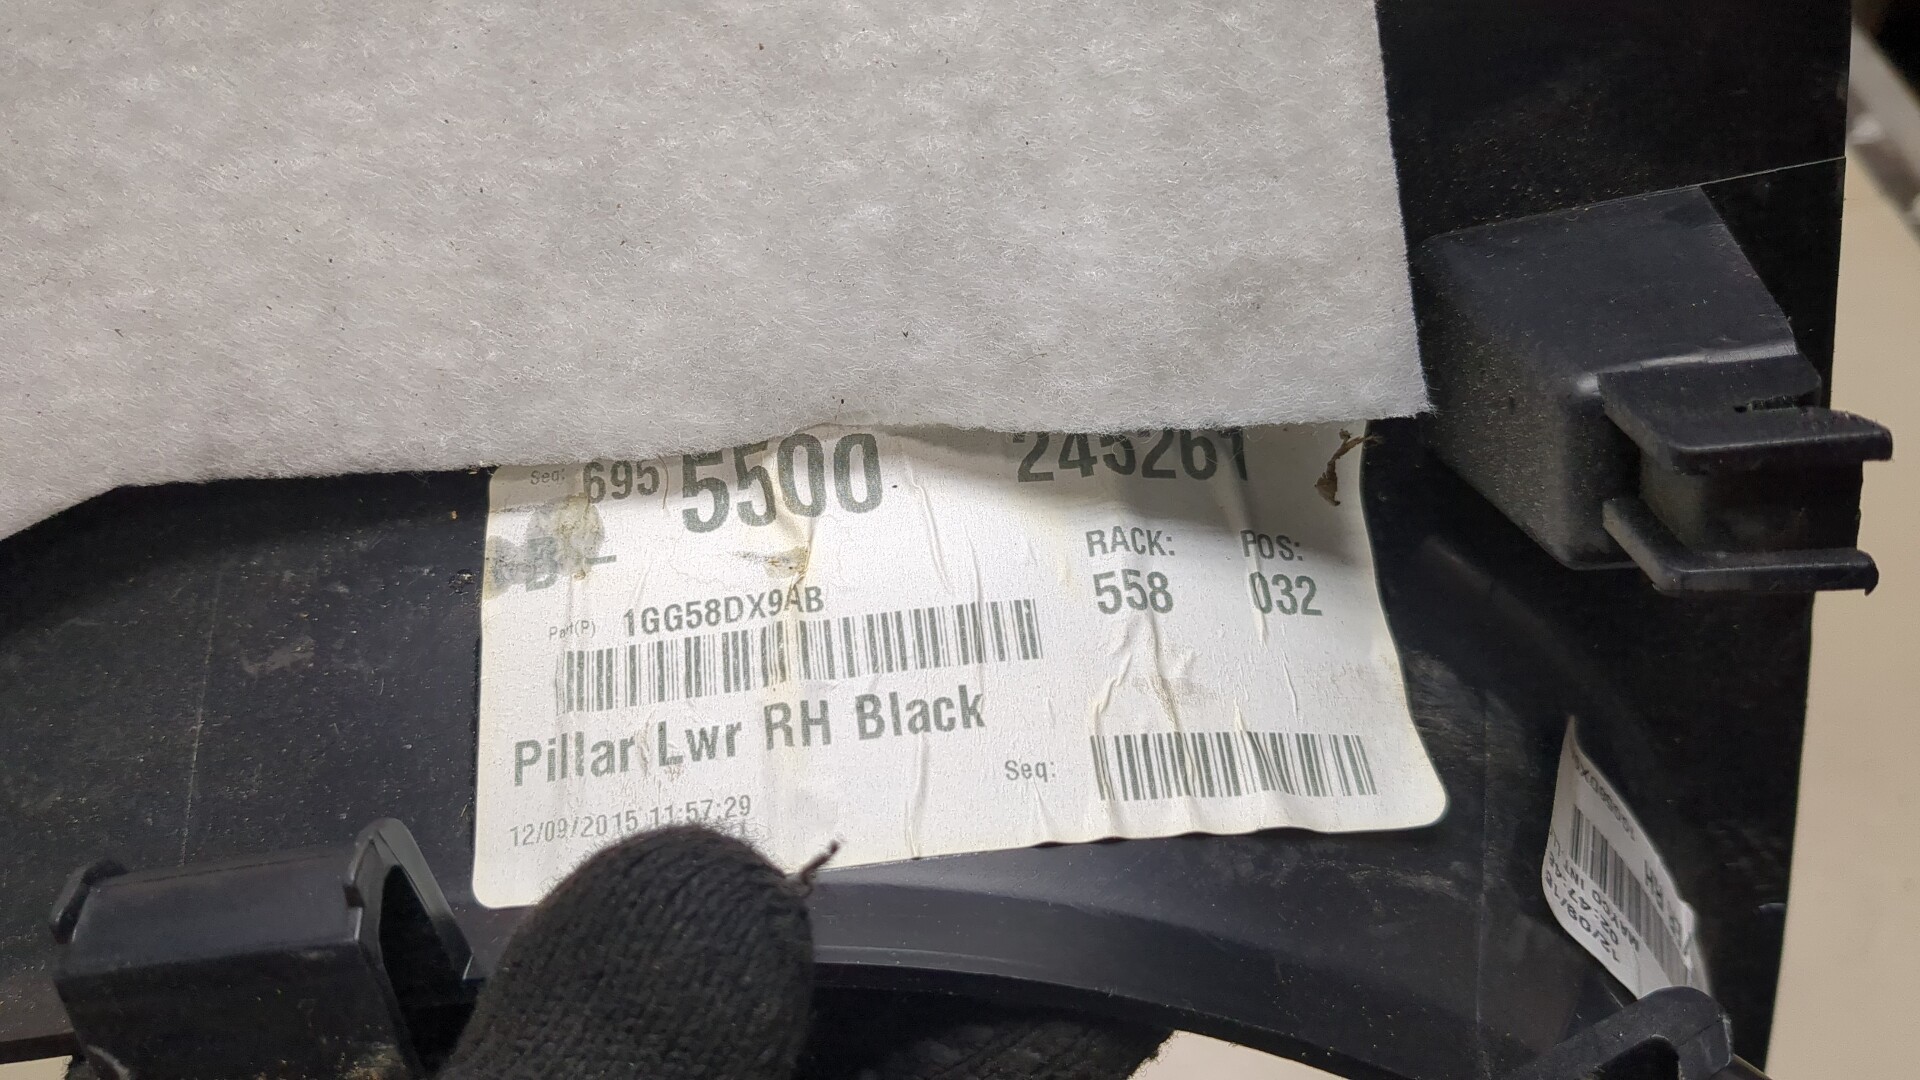 Seq: 695 5500 245261
B
RACK: POS:
558 032
Part(P) 1GG58DX9AB
Pillar Lwr RH Black
Seq:
12/09/2015 11:57:29
RH